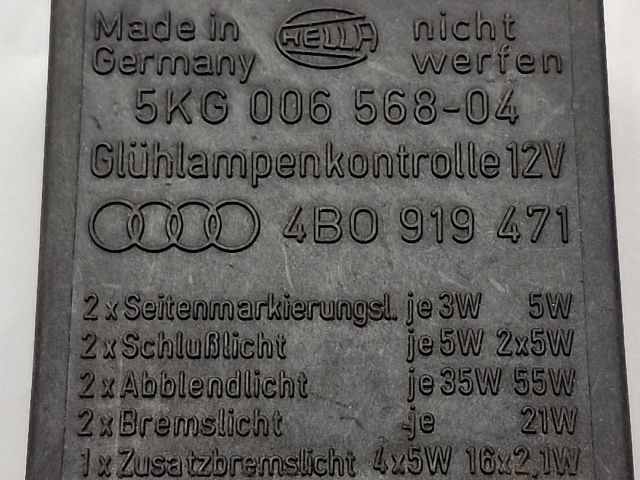 Made in HELLA nicht
Germany werfen
5KG 006 568-04
Glühlampenkontrolle 12V
4B0 919 471
2 x Seitenmarkierungsl. je 3W 5W
2 x Schlußlicht je 5W 2x5W
2 x Abblendlicht je 35W 55W
2 x Bremslicht je 21W
1 x Zusatzbremslicht 4x5W 16x2,1W